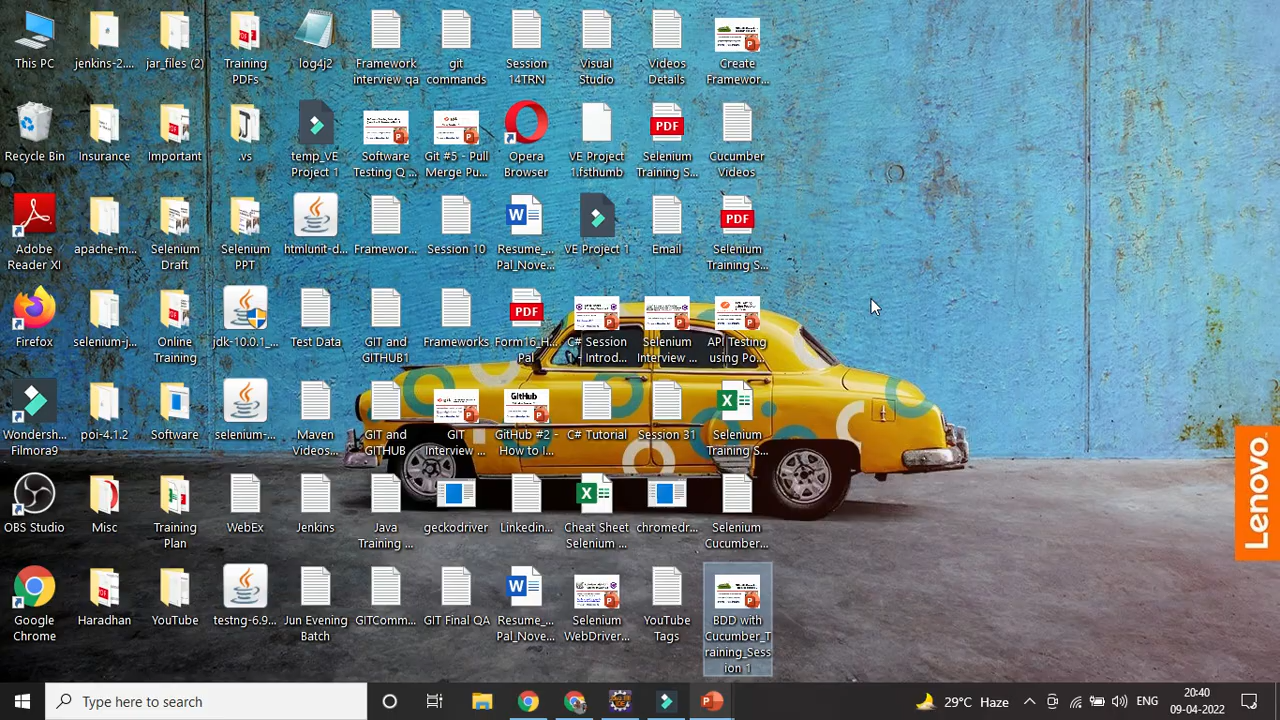 This PC
jenkins-2....
jar_files (2)
Training
PDFs
log4j2
Framework
interview qa
git
commands
Session
14TRN
Visual
Studio
Videos
Details
Create
Framewor...
Recycle Bin
Insurance
Important
.vs
temp_VE
Project 1
Software
Testing Q ...
Git #5 - Pull
Merge Pu...
Opera
Browser
VE Project
1.fsthumb
PDF
Selenium
Training S...
Cucumber
Videos
Adobe
Reader XI
apache-m...
Selenium
Draft
Selenium
PPT
htmlunit-d...
Framewor...
Session 10
Resume_...
Pal_Nove...
VE Project 1
Email
PDF
Selenium
Training S...
Firefox
selenium-j...
Online
Training
jdk-10.0.1_...
Test Data
GIT and
GITHUB1
Frameworks
PDF
Form16_H...
Pal
C# Session
- Introd...
Selenium
Interview ...
API Testing
using Po...
Wondersh...
Filmora9
poi-4.1.2
Software
selenium-...
Maven
Videos...
GIT and
GITHUB
GIT
Interview ...
GitHub
GitHub #2 -
How to I...
C# Tutorial
Session 31
Selenium
Training S...
OBS Studio
Misc
Training
Plan
WebEx
Jenkins
Java
Training ...
geckodriver
Linkedin...
Cheat Sheet
Selenium ...
chromedr...
Selenium
Cucumber...
Google
Chrome
Haradhan
YouTube
testng-6.9...
Jun Evening
Batch
GITComm...
GIT Final QA
Resume_...
Pal_Nove...
Selenium
WebDriver...
YouTube
Tags
BDD with
Cucumber_T
raining_Sess
ion 1
Lenovo
Type here to search
29°C Haze
ENG
20:40
09-04-2022